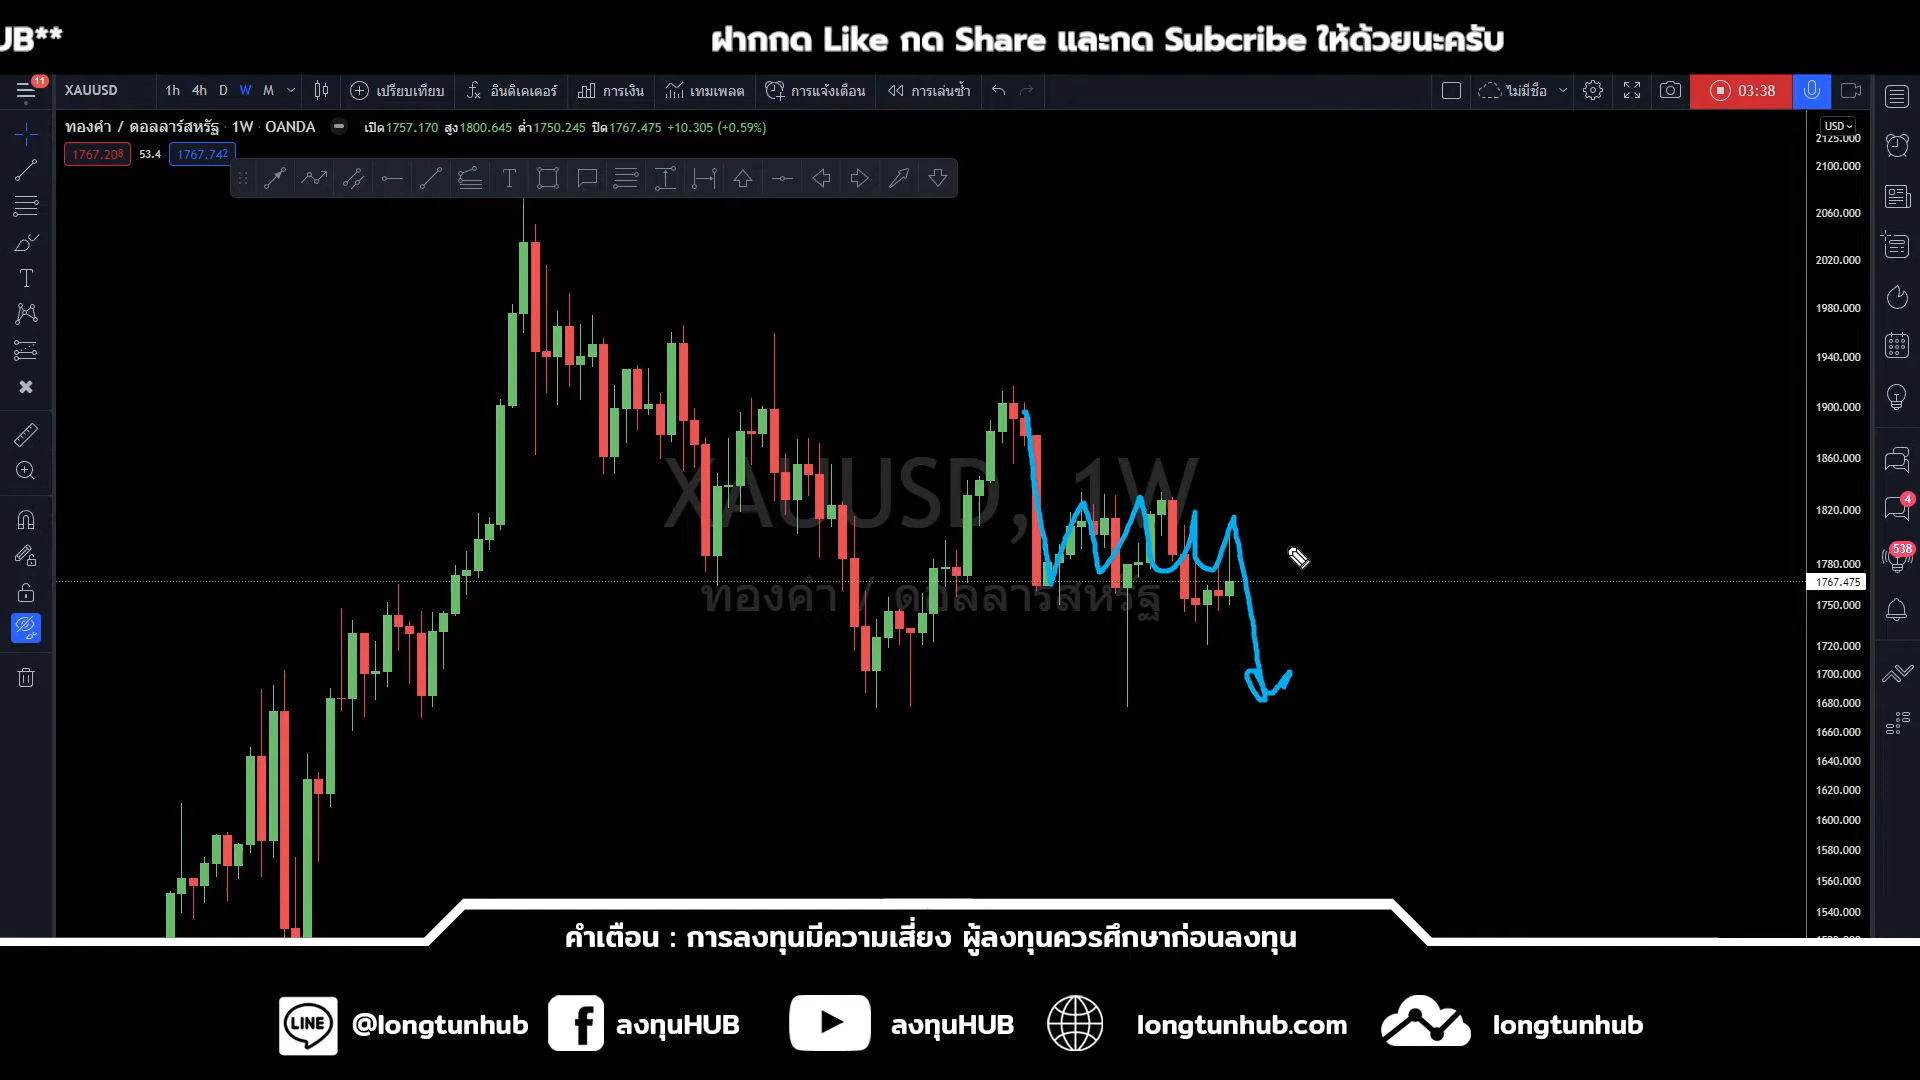 UB**
ฝากกด Like กด Share และกด Subcribe ให้ด้วยนะครับ
11
XAUUSD 1h 4h D W M เปรียบเทียบ อินดิเคเตอร์ การเงิน เทมเพลต การแจ้งเตือน การเล่นซ้ำ ไม่มีชื่อ 03:38
ทองคำ / ดอลลาร์สหรัฐ · 1W · OANDA เปิด1757.170 สูง1800.645 ต่ำ1750.245 ปิด1767.475 +10.305 (+0.59%)
1767.208 53.4 1767.742
USD
2125.000
2100.000
2060.000
2020.000
1980.000
1940.000
1900.000
1860.000
1820.000
1780.000
1767.475
1750.000
1720.000
1700.000
1680.000
1660.000
1640.000
1620.000
1600.000
1580.000
1560.000
1540.000
4
538
XAUUSD, 1W
ทองคำ / ดอลลาร์สหรัฐ
คำเตือน : การลงทุนมีความเสี่ยง ผู้ลงทุนควรศึกษาก่อนลงทุน
LINE @longtunhub ลงทุนHUB ลงทุนHUB longtunhub.com longtunhub